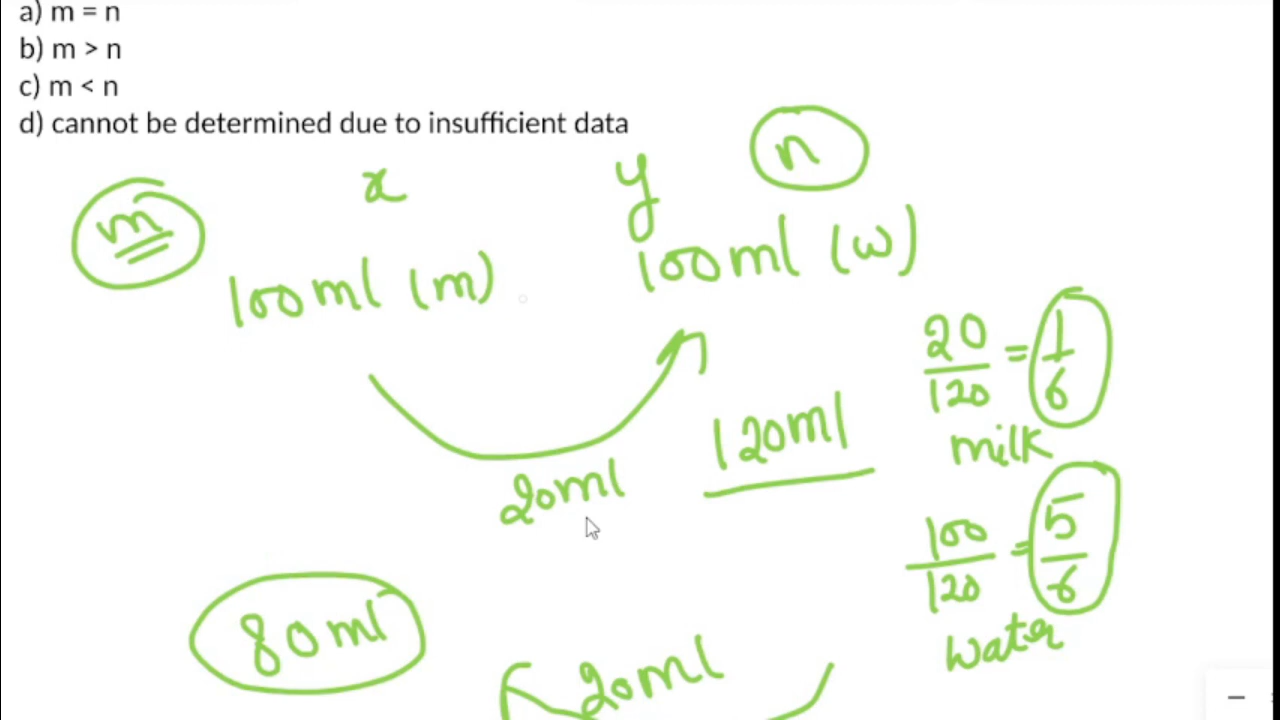 a) m = n
b) m > n
c) m < n
d) cannot be determined due to insufficient data
m x y n
100ml (m) 100ml (w)
20/120 = 1/6
milk
20ml 120ml
100/120 = 5/6
water
80ml 20ml